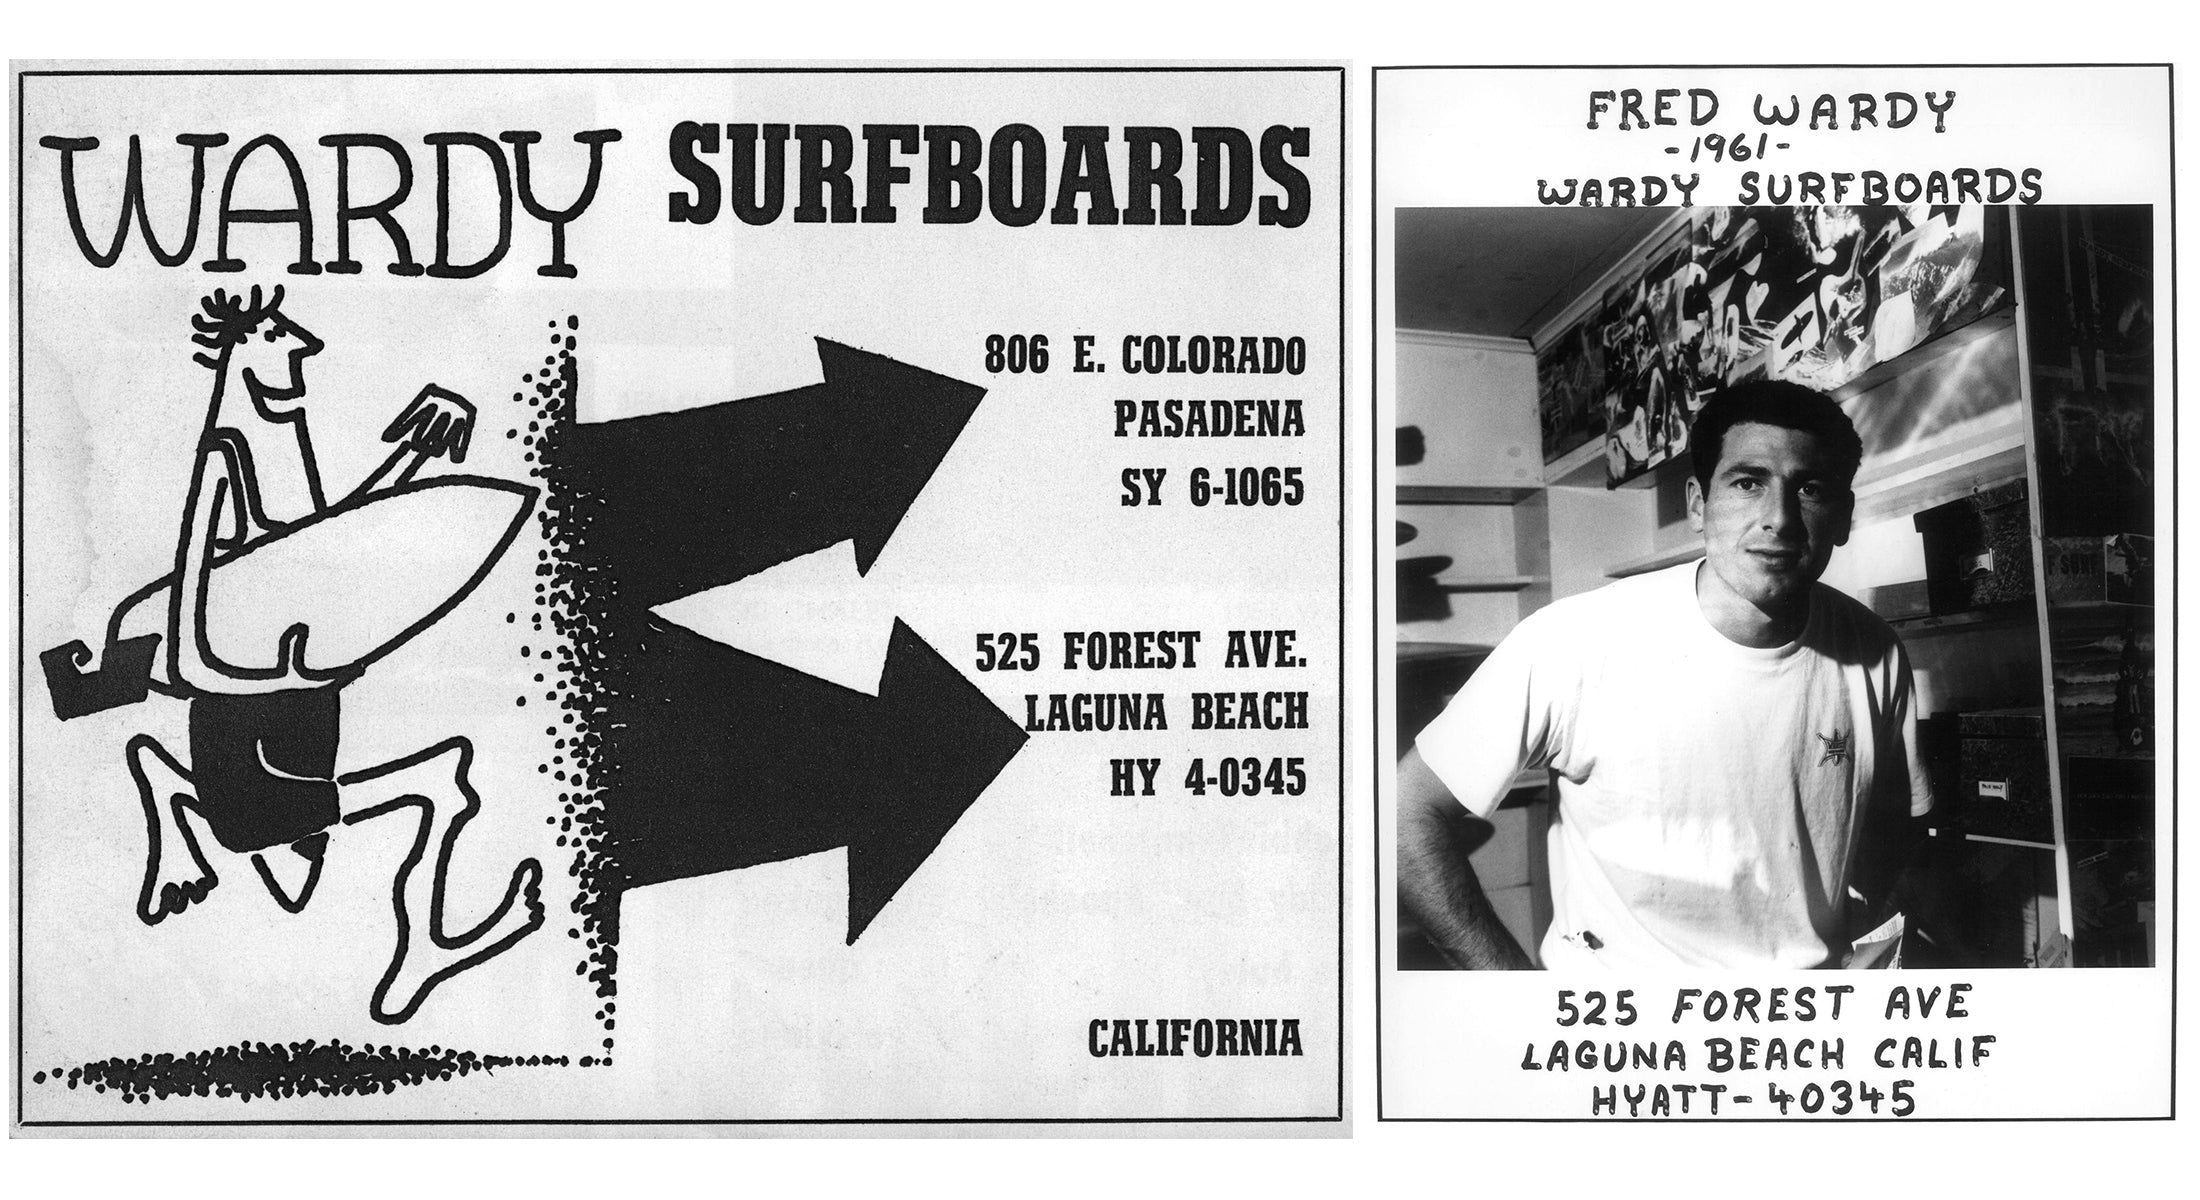 WARDY SURFBOARDS
806 E. COLORADO
PASADENA
SY 6-1065
525 FOREST AVE.
LAGUNA BEACH
HY 4-0345
CALIFORNIA
FRED WARDY
-1961-
WARDY SURFBOARDS
525 FOREST AVE
LAGUNA BEACH CALIF
HYATT-40345